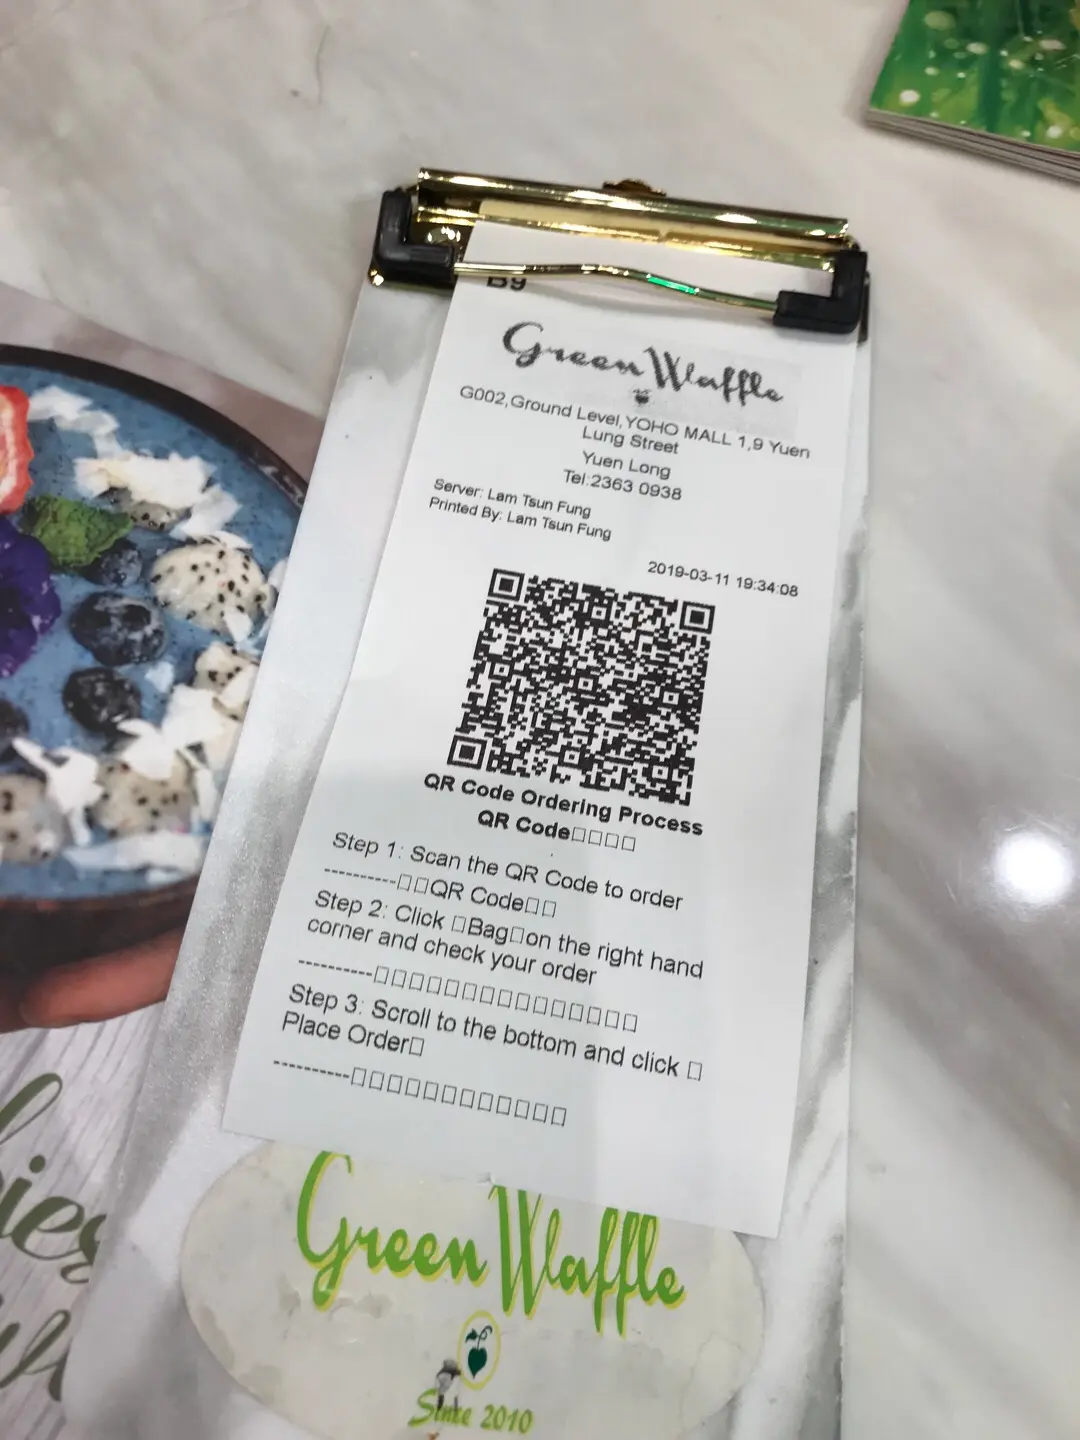 B9
Green Waffle
G002,Ground Level,YOHO MALL 1,9 Yuen
Lung Street
Yuen Long
Tel:2363 0938
Server: Lam Tsun Fung
Printed By: Lam Tsun Fung
2019-03-11 19:34:08
QR Code Ordering Process
QR Code□□□□
Step 1: Scan the QR Code to order
----------□□QR Code□□
Step 2: Click □Bag□on the right hand
corner and check your order
----------□□□□□□□□□□□□□□□
Step 3: Scroll to the bottom and click □
Place Order□
----------□□□□□□□□□□□□
Green Waffle
Since 2010